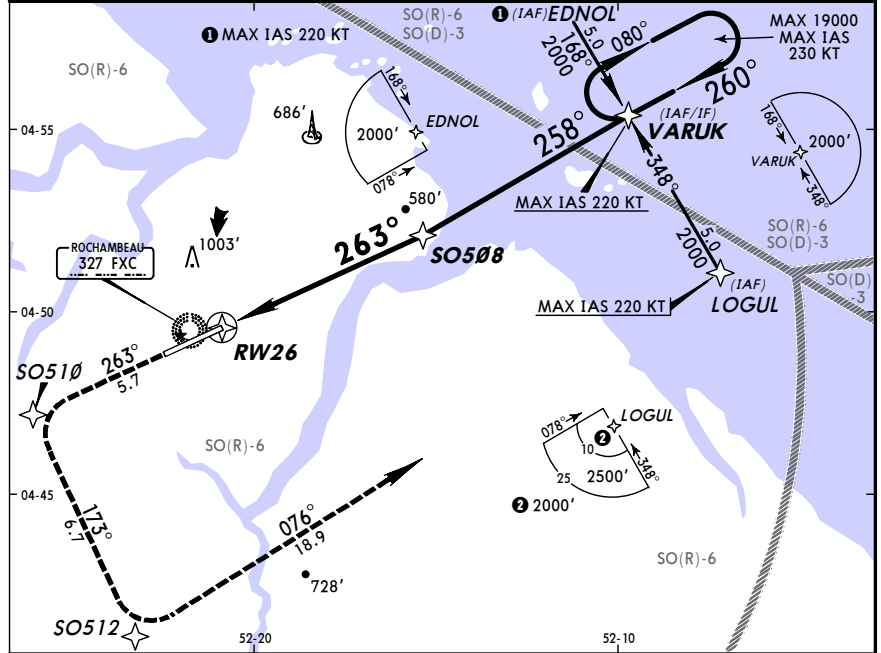 ❶ MAX IAS 220 KT
SO(R)-6
SO(D)-3
❶ (IAF) EDNOL
5.0
168°
2000
080°
260°
MAX 19000
MAX IAS
230 KT
SO(R)-6
168°
EDNOL
2000'
078°
686'
04-55
258°
(IAF/IF)
VARUK
MAX IAS 220 KT
168°
2000'
VARUK
348°
348°
5.0
2000
580'
263°
SO5Ø8
1003'
ROCHAMBEAU
327 FXC
SO(R)-6
SO(D)-3
SO(D)
-3
(IAF)
LOGUL
MAX IAS 220 KT
04-50
RW26
263°
5.7
SO51Ø
SO(R)-6
LOGUL
078°
❷
10
25
2500'
348°
❷ 2000'
04-45
173°
6.7
076°
18.9
728'
SO(R)-6
SO512
52-20
52-10